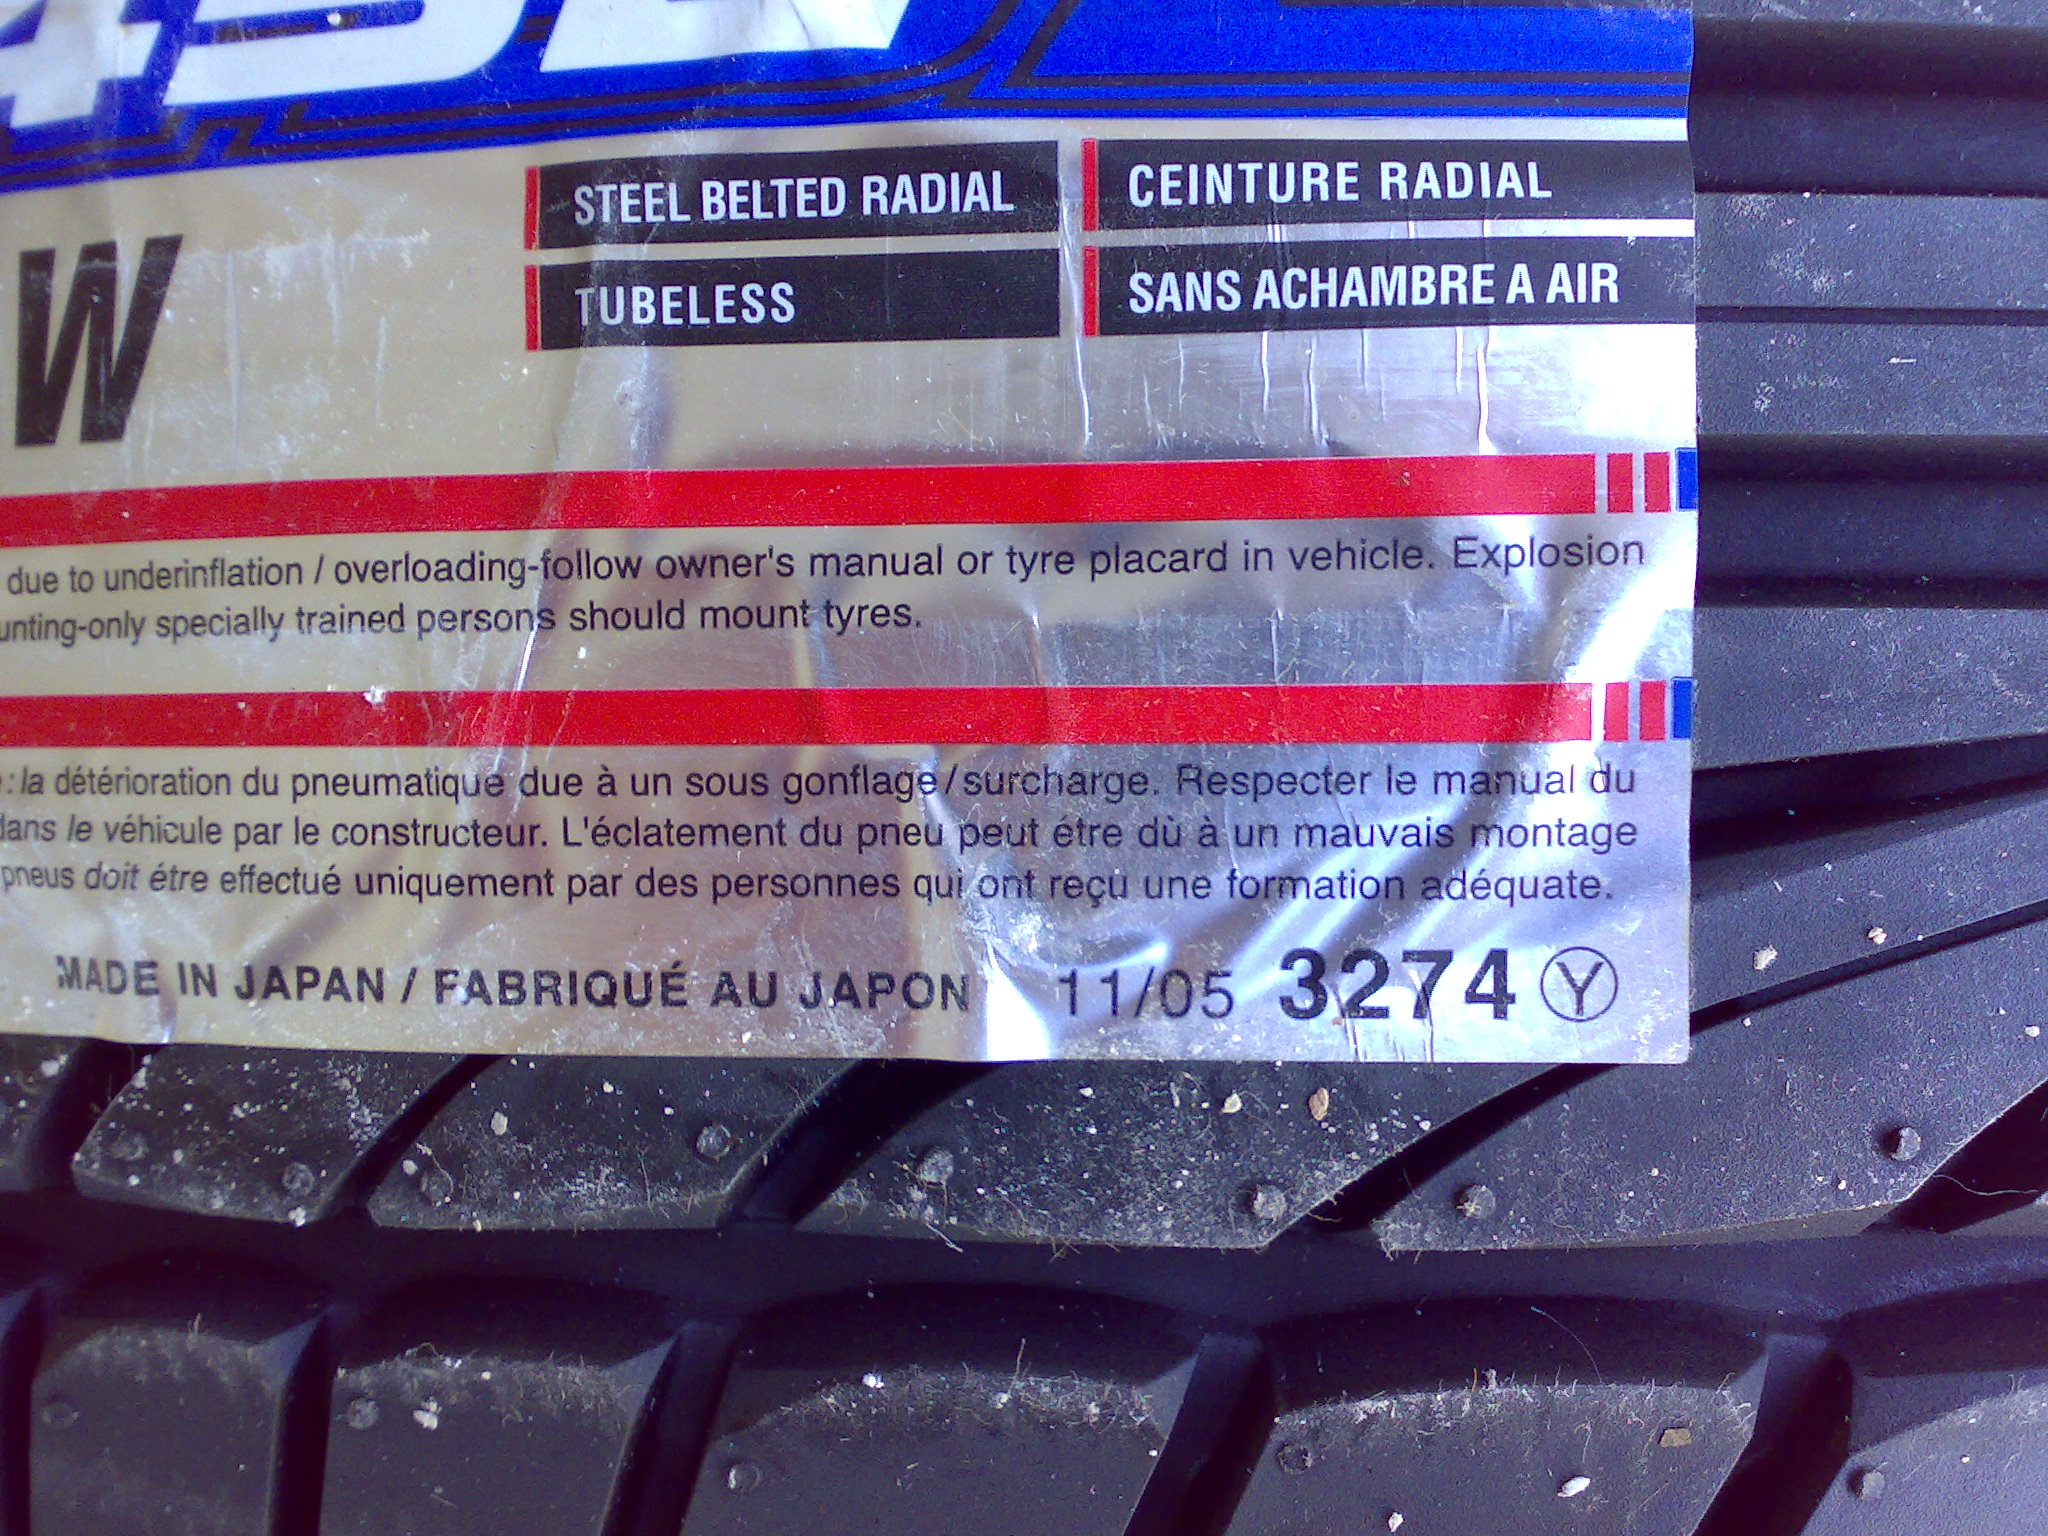 STEEL BELTED RADIAL
CEINTURE RADIAL
TUBELESS
SANS ACHAMBRE A AIR
W
due to underinflation / overloading-follow owner's manual or tyre placard in vehicle. Explosion
unting-only specially trained persons should mount tyres.
: la détérioration du pneumatique due à un sous gonflage/surcharge. Respecter le manual du
dans le véhicule par le constructeur. L'éclatement du pneu peut étre dù à un mauvais montage
pneus doit étre effectué uniquement par des personnes qui ont reçu une formation adéquate.
MADE IN JAPAN / FABRIQUÉ AU JAPON 11/05 3274 Y